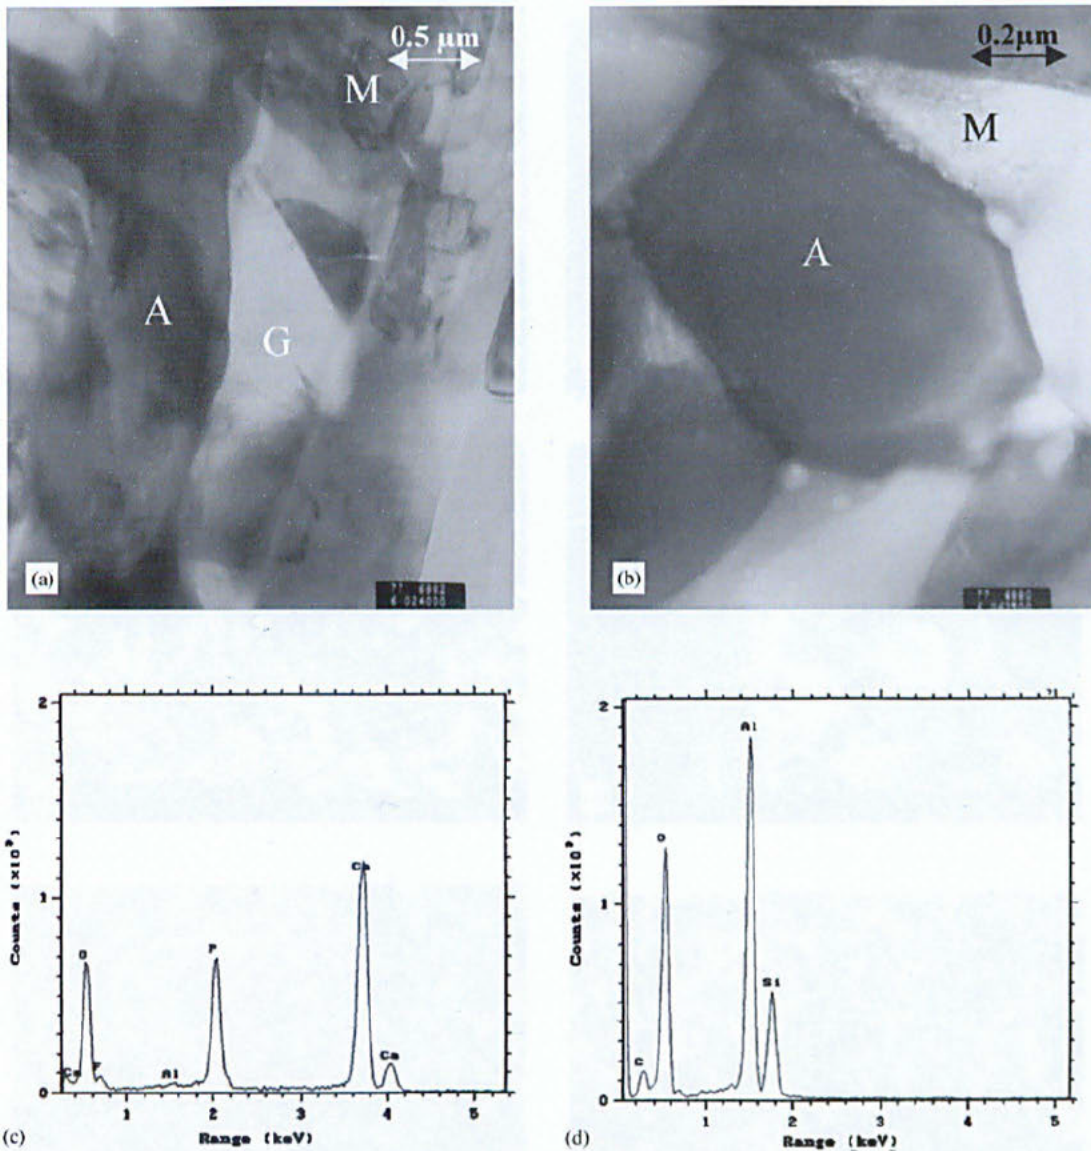 0.5 µm
M
A
G
(a)
0.2µm
M
A
(b)
2
1
0
Counts (X10³)
O
F
Al
P
Ca
Ca
1 2 3 4 5
Range (keV)
(c)
2
1
0
Counts (X10³)
C
O
Al
Si
1 2 3 4 5
Range (keV)
(d)